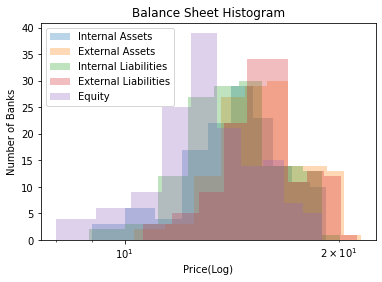 Balance Sheet Histogram
Internal Assets
External Assets
Internal Liabilities
External Liabilities
Equity
Number of Banks
40
35
30
25
20
15
10
5
0
10¹
2 × 10¹
Price(Log)